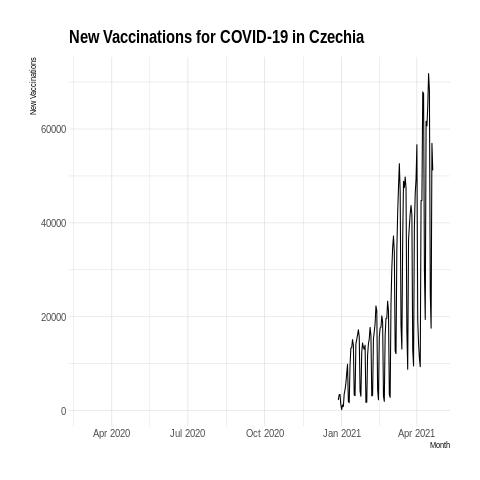 New Vaccinations for COVID-19 in Czechia
New Vaccinations
60000
40000
20000
0
Apr 2020 Jul 2020 Oct 2020 Jan 2021 Apr 2021
Month